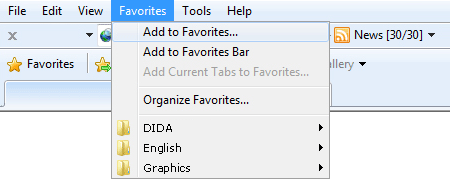 File Edit View Favorites Tools Help
Add to Favorites...
x News [30/30]
Add to Favorites Bar
Favorites
Add Current Tabs to Favorites... allery
Organize Favorites...
DIDA
English
Graphics